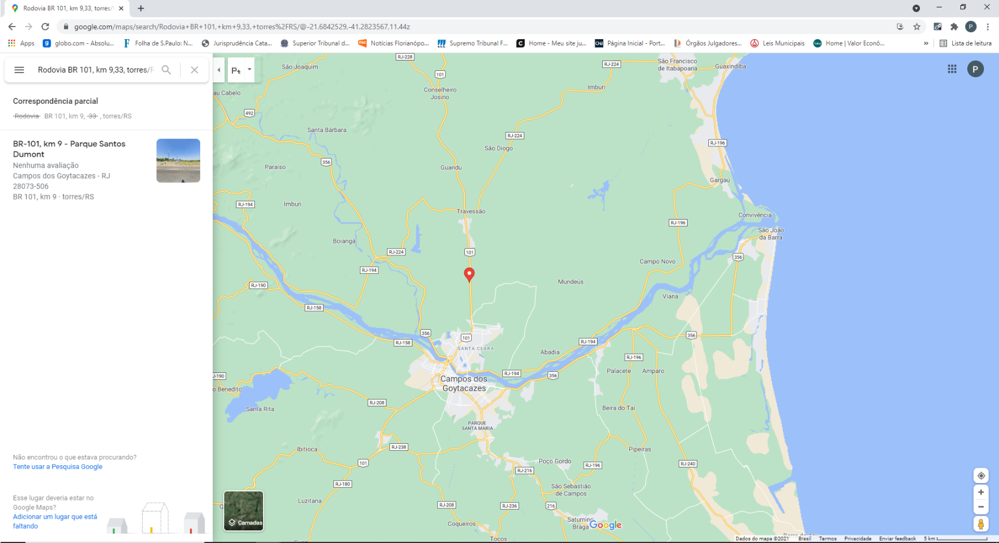 Rodovia BR 101, km 9,33, torres/
google.com/maps/search/Rodovia+BR+101,+km+9,33,+torres%2FRS/@-21.6842529,-41.2823567,11.44z
P
Apps
globo.com - Absolu...
Folha de S.Paulo: N...
Jurisprudência Cata...
Superior Tribunal d...
Notícias Florianópo...
Supremo Tribunal F...
Home - Meu site ju...
Página Inicial - Port...
Órgãos Julgadores...
Leis Municipais
Home | Valor Econô...
»
Lista de leitura
Rodovia BR 101, km 9,33, torres/R
Correspondência parcial
Rodovia BR 101, km 9, 33 , torres/RS
BR-101, km 9 - Parque Santos
Dumont
Nenhuma avaliação
Campos dos Goytacazes - RJ
28073-506
BR 101, km 9 · torres/RS
Não encontrou o que estava procurando?
Tente usar a Pesquisa Google
Esse lugar deveria estar no
Google Maps?
Adicionar um lugar que está
faltando
P
São Joaquim
RJ-228
RJ-224
São Francisco
de Itabapoana
Guaxindiba
101
Conselheiro
Josino
Imburi
au Cabelo
492
Santa Bárbara
RJ-224
RJ-196
São Diogo
356
Paraíso
Guandu
Gargaú
RJ-194
Imburi
Travessão
Convivência
RJ-196
São João
da Barra
Boiangá
RJ-224
101
356
Campo Novo
RJ-194
RJ-190
Mundeús
Viana
RJ-158
356
101
356
RJ-158
RJ-194
SANTA CLARA
Abadia
RJ-196
Palacete
Amparo
RJ-194
356
J-190
Campos dos
Goytacazes
o Benedito
RJ-208
Santa Rita
Beira do Taí
PARQUE
SANTA MARIA
Ibitioca
RJ-238
Pipeiras
101
Poço Gordo
RJ-196
RJ-240
RJ-216
RJ-180
São Sebastião
de Campos
Luzitana
RJ-208
RJ-236
216
Saturnino
Braga
Coqueiros
Tocos
Camadas
Google
Dados do mapa ©2021
Brasil
Termos
Privacidade
Enviar feedback
5 km